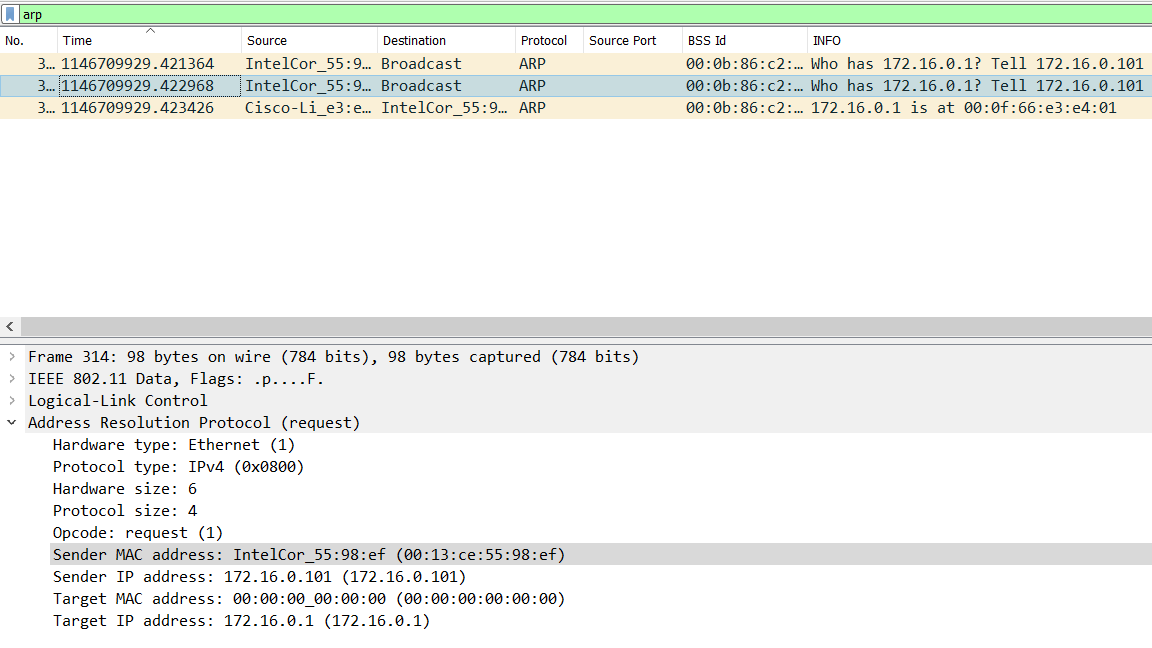 arp
No. Time Source Destination Protocol Source Port BSS Id INFO
3… 1146709929.421364 IntelCor_55:9… Broadcast ARP 00:0b:86:c2:… Who has 172.16.0.1? Tell 172.16.0.101
3… 1146709929.422968 IntelCor_55:9… Broadcast ARP 00:0b:86:c2:… Who has 172.16.0.1? Tell 172.16.0.101
3… 1146709929.423426 Cisco-Li_e3:e… IntelCor_55:9… ARP 00:0b:86:c2:… 172.16.0.1 is at 00:0f:66:e3:e4:01
Frame 314: 98 bytes on wire (784 bits), 98 bytes captured (784 bits)
IEEE 802.11 Data, Flags: .p....F.
Logical-Link Control
Address Resolution Protocol (request)
Hardware type: Ethernet (1)
Protocol type: IPv4 (0x0800)
Hardware size: 6
Protocol size: 4
Opcode: request (1)
Sender MAC address: IntelCor_55:98:ef (00:13:ce:55:98:ef)
Sender IP address: 172.16.0.101 (172.16.0.101)
Target MAC address: 00:00:00_00:00:00 (00:00:00:00:00:00)
Target IP address: 172.16.0.1 (172.16.0.1)